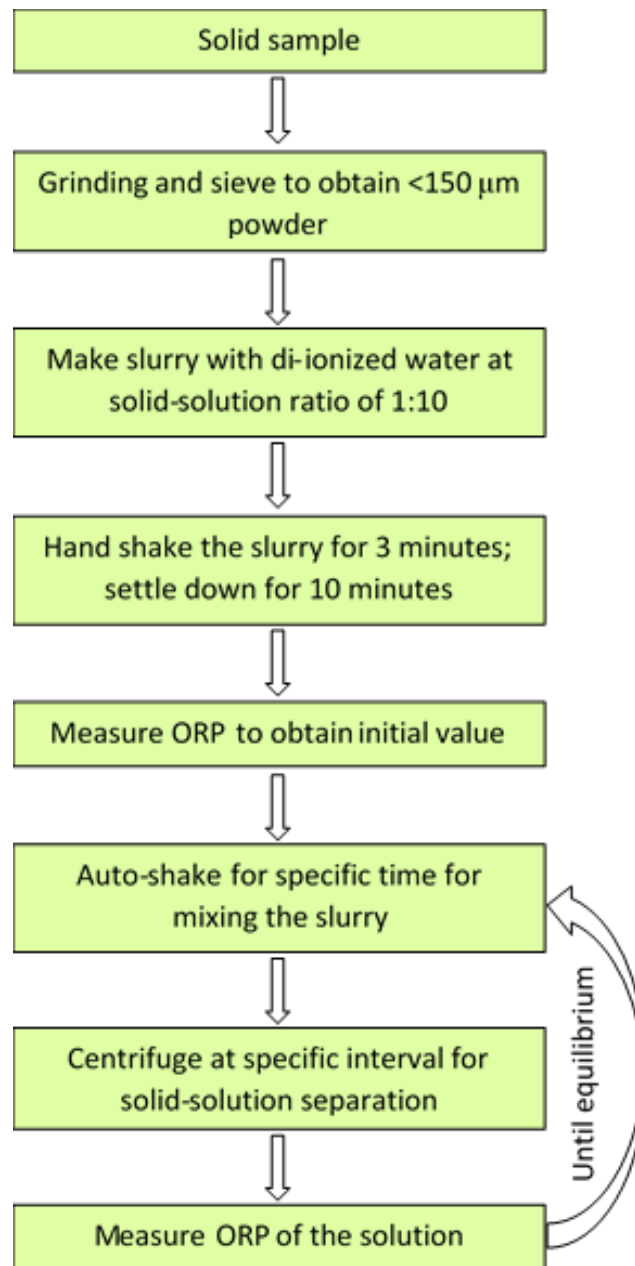 Solid sample
Grinding and sieve to obtain <150 μm
powder
Make slurry with di-ionized water at
solid-solution ratio of 1:10
Hand shake the slurry for 3 minutes;
settle down for 10 minutes
Measure ORP to obtain initial value
Auto-shake for specific time for
mixing the slurry
Centrifuge at specific interval for
solid-solution separation
Measure ORP of the solution
Until equilibrium